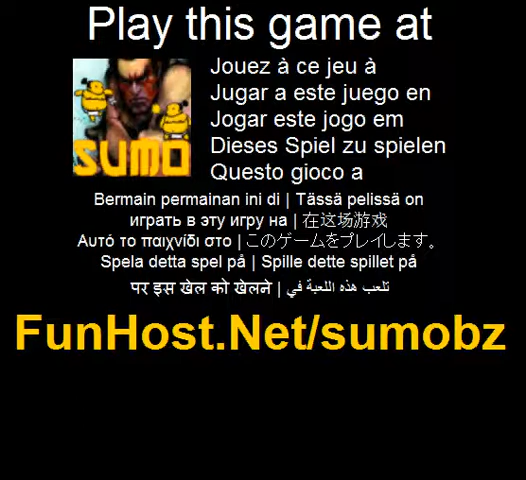 Play this game at
Jouez à ce jeu à
Jugar a este juego en
Jogar este jogo em
Dieses Spiel zu spielen
Questo gioco a
SUMO
Bermain permainan ini di | Tässä pelissä on
играть в эту игру на | 在这场游戏
Αυτό το παιχνίδι στο | このゲームをプレイします。
Spela detta spel på | Spille dette spillet på
पर इस खेल को खेलने | تلعب هذه اللعبة في
FunHost.Net/sumobz